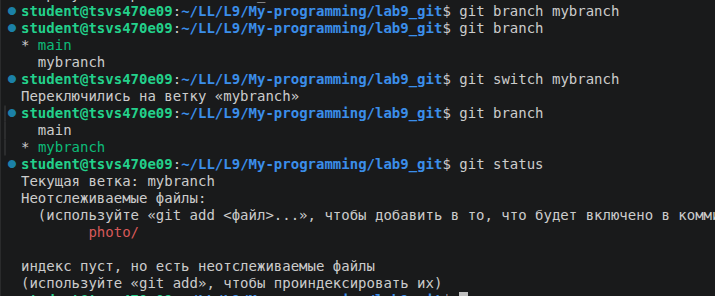 student@tsvs470e09:~/LL/L9/My-programming/lab9_git$ git branch mybranch
student@tsvs470e09:~/LL/L9/My-programming/lab9_git$ git branch
* main
  mybranch
student@tsvs470e09:~/LL/L9/My-programming/lab9_git$ git switch mybranch
Переключились на ветку «mybranch»
student@tsvs470e09:~/LL/L9/My-programming/lab9_git$ git branch
  main
* mybranch
student@tsvs470e09:~/LL/L9/My-programming/lab9_git$ git status
Текущая ветка: mybranch
Неотслеживаемые файлы:
  (используйте «git add <файл>...», чтобы добавить в то, что будет включено в
        photo/
индекс пуст, но есть неотслеживаемые файлы
(используйте «git add», чтобы проиндексировать их)